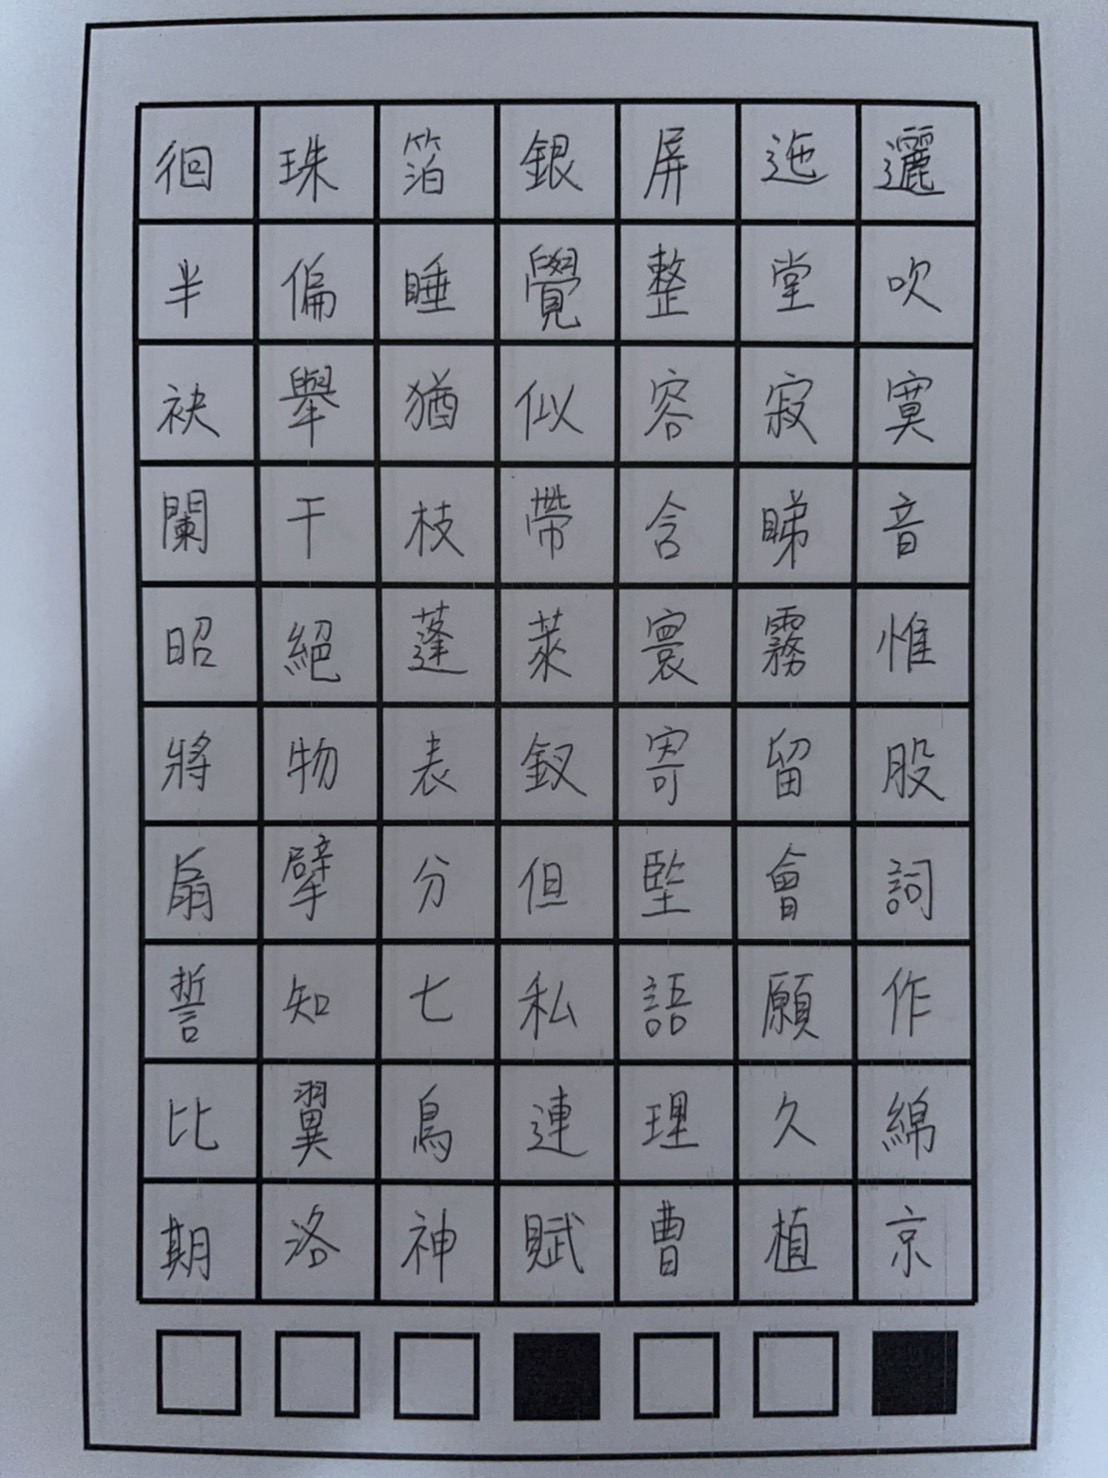 徊珠箔銀屏迤邐
半偏睡覺整堂吹
袂舉猶似容寂寞
闌干枝帶含睇音
昭絕蓬萊寰霧惟
將物表釵寄留股
扇擘分但堅會詞
誓知七私語願作
比翼鳥連理久綿
期洛神賦曹植京